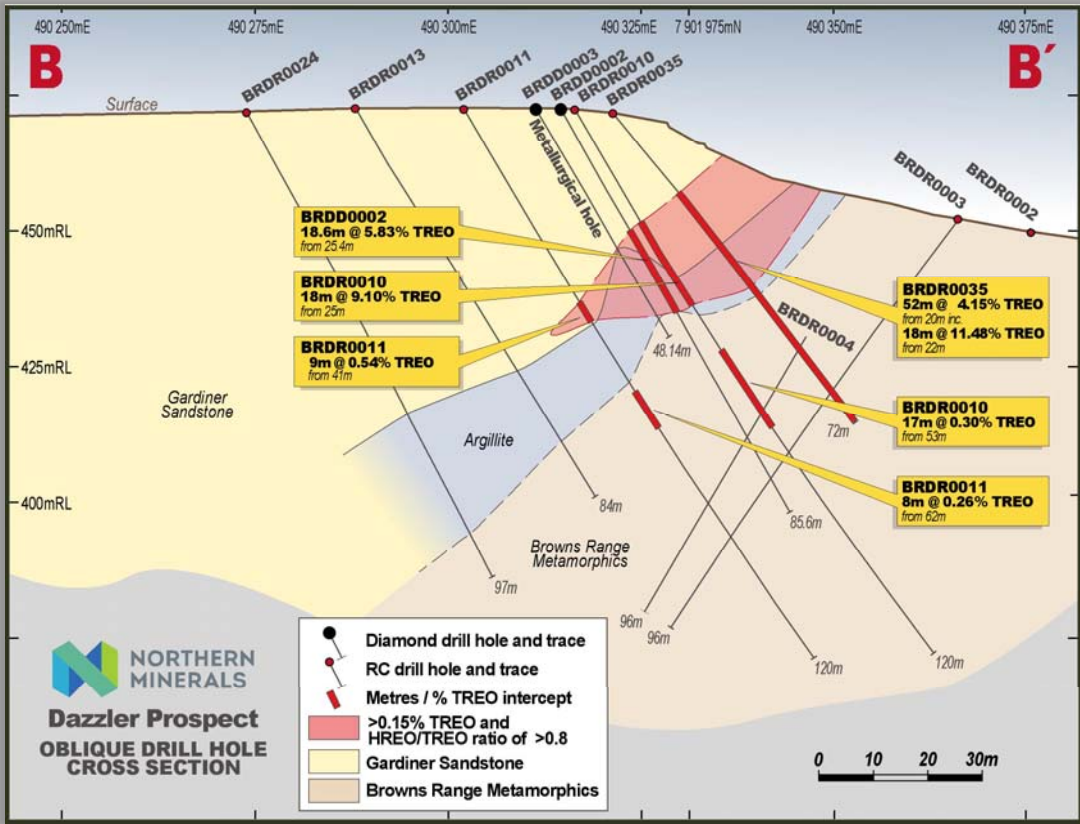 490 250mE
490 275mE
490 300mE
490 325mE
7 901 975mN
490 350mE
490 375mE
B
B´
BRDR0024
BRDR0013
BRDR0011
BRDD0003
BRDD0002
BRDR0010
BRDR0035
Surface
Metallurgical hole
BRDR0003
BRDR0002
450mRL
BRDD0002
18.6m @ 5.83% TREO
from 25.4m
BRDR0010
18m @ 9.10% TREO
from 25m
BRDR0011
9m @ 0.54% TREO
from 41m
BRDR0035
52m @ 4.15% TREO
from 20m inc.
18m @ 11.48% TREO
from 22m
BRDR0004
48.14m
425mRL
Gardiner
Sandstone
Argillite
72m
BRDR0010
17m @ 0.30% TREO
from 53m
BRDR0011
8m @ 0.26% TREO
from 62m
400mRL
84m
85.6m
Browns Range
Metamorphics
97m
96m
96m
120m
120m
NORTHERN
MINERALS
Dazzler Prospect
OBLIQUE DRILL HOLE
CROSS SECTION
Diamond drill hole and trace
RC drill hole and trace
Metres / % TREO intercept
>0.15% TREO and
HREO/TREO ratio of >0.8
Gardiner Sandstone
Browns Range Metamorphics
0 10 20 30m